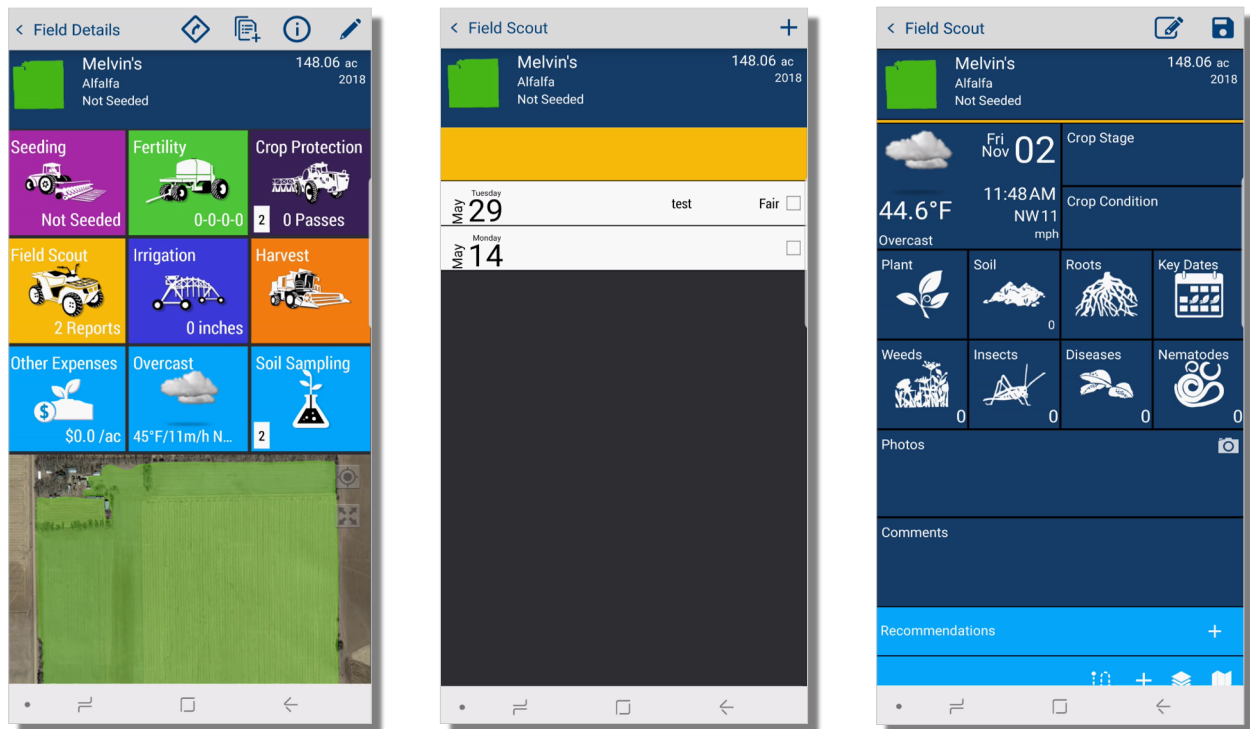 < Field Details
Melvin's
148.06 ac
Alfalfa
2018
Not Seeded
Seeding
Fertility
Crop Protection
Not Seeded
0-0-0-0
2
0 Passes
Field Scout
Irrigation
Harvest
2 Reports
0 inches
Other Expenses
Overcast
Soil Sampling
$
$0.0 /ac
45°F/11m/h N...
2
< Field Scout
Melvin's
148.06 ac
Alfalfa
2018
Not Seeded
May
Tuesday
29
test
Fair
May
Monday
14
< Field Scout
Melvin's
148.06 ac
Alfalfa
2018
Not Seeded
Fri
Nov
02
Crop Stage
11:48 AM
44.6°F
NW 11
mph
Crop Condition
Overcast
Plant
Soil
0
Roots
Key Dates
Weeds
0
Insects
0
Diseases
0
Nematodes
0
Photos
Comments
Recommendations +